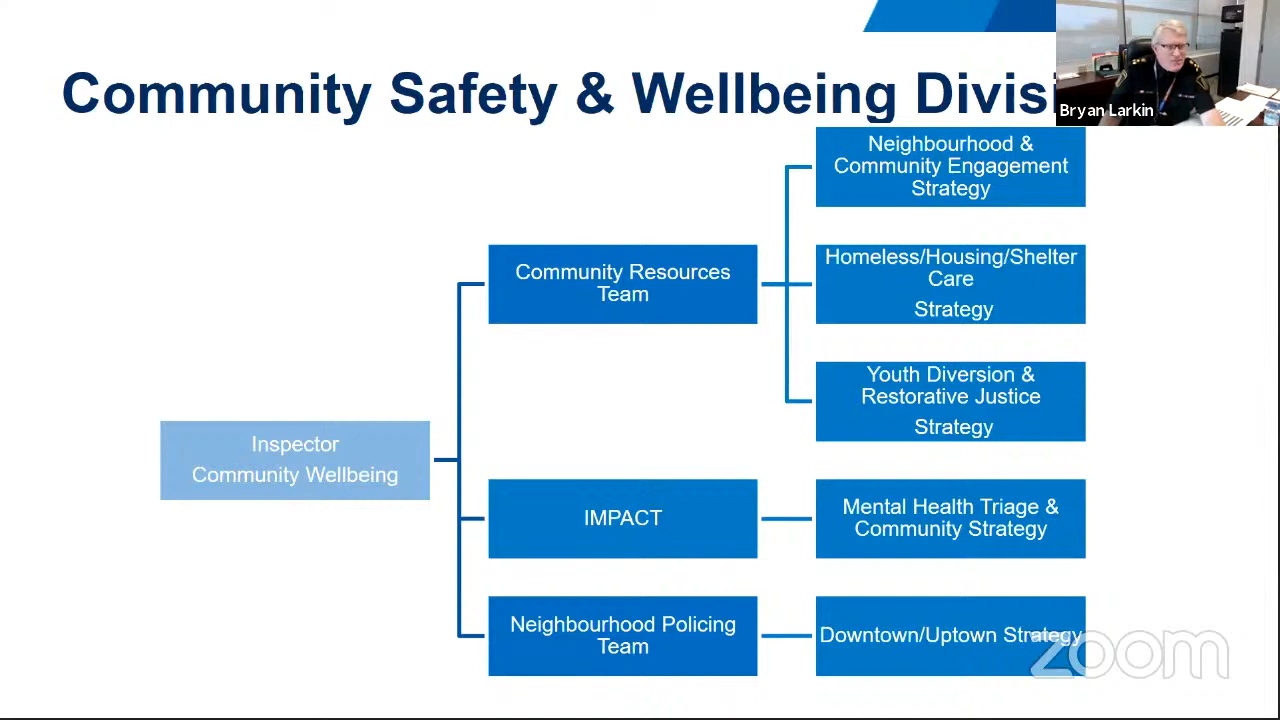 Community Safety & Wellbeing Divisi
Bryan Larkin
Neighbourhood &
Community Engagement
Strategy
Community Resources
Team
Homeless/Housing/Shelter
Care
Strategy
Youth Diversion &
Restorative Justice
Strategy
Inspector
Community Wellbeing
IMPACT
Mental Health Triage &
Community Strategy
Neighbourhood Policing
Team
Downtown/Uptown Strategy
zoom